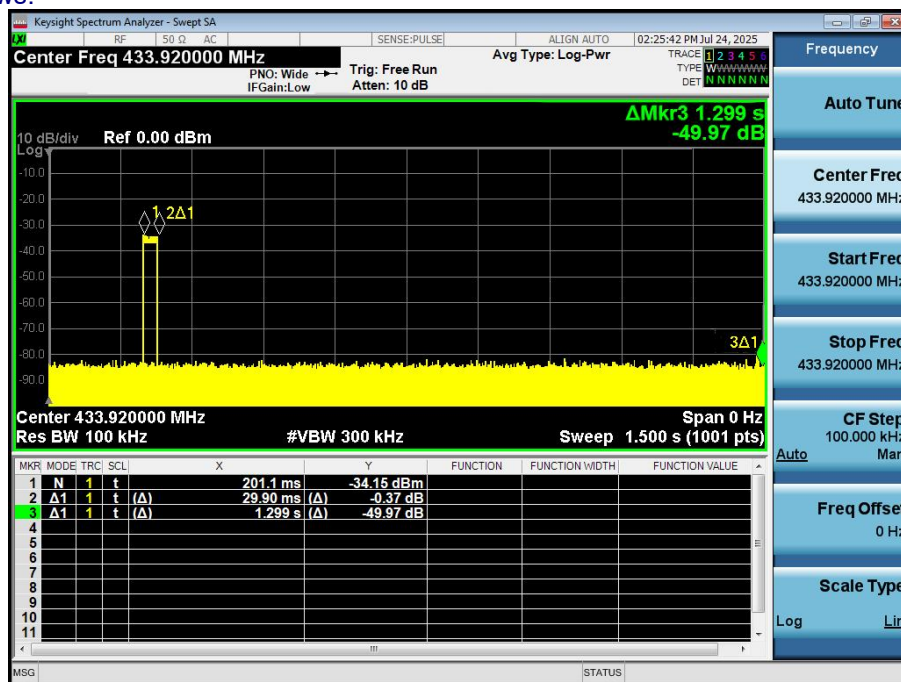 ws.
Keysight Spectrum Analyzer - Swept SA
LXI RF 50 Ω AC SENSE:PULSE ALIGN AUTO 02:25:42 PM Jul 24, 2025
Center Freq 433.920000 MHz
PNO: Wide Trig: Free Run
IFGain:Low Atten: 10 dB
Avg Type: Log-Pwr
TRACE 1 2 3 4 5 6
TYPE WWWWWWW
DET N N N N N N
ΔMkr3 1.299 s
-49.97 dB
10 dB/div Ref 0.00 dBm
Log
-10.0
-20.0
1 2Δ1
-30.0
-40.0
-50.0
-60.0
-70.0
3Δ1
-80.0
-90.0
Center 433.920000 MHz Span 0 Hz
Res BW 100 kHz #VBW 300 kHz Sweep 1.500 s (1001 pts)
MKR MODE TRC SCL X Y FUNCTION FUNCTION WIDTH FUNCTION VALUE
1 N 1 t 201.1 ms -34.15 dBm
2 Δ1 1 t (Δ) 29.90 ms (Δ) -0.37 dB
3 Δ1 1 t (Δ) 1.299 s (Δ) -49.97 dB
4
5
6
7
8
9
10
11
MSG STATUS
Frequency
Auto Tune
Center Freq
433.920000 MHz
Start Freq
433.920000 MHz
Stop Freq
433.920000 MHz
CF Step
100.000 kHz
Auto Man
Freq Offset
0 Hz
Scale Type
Log Lin